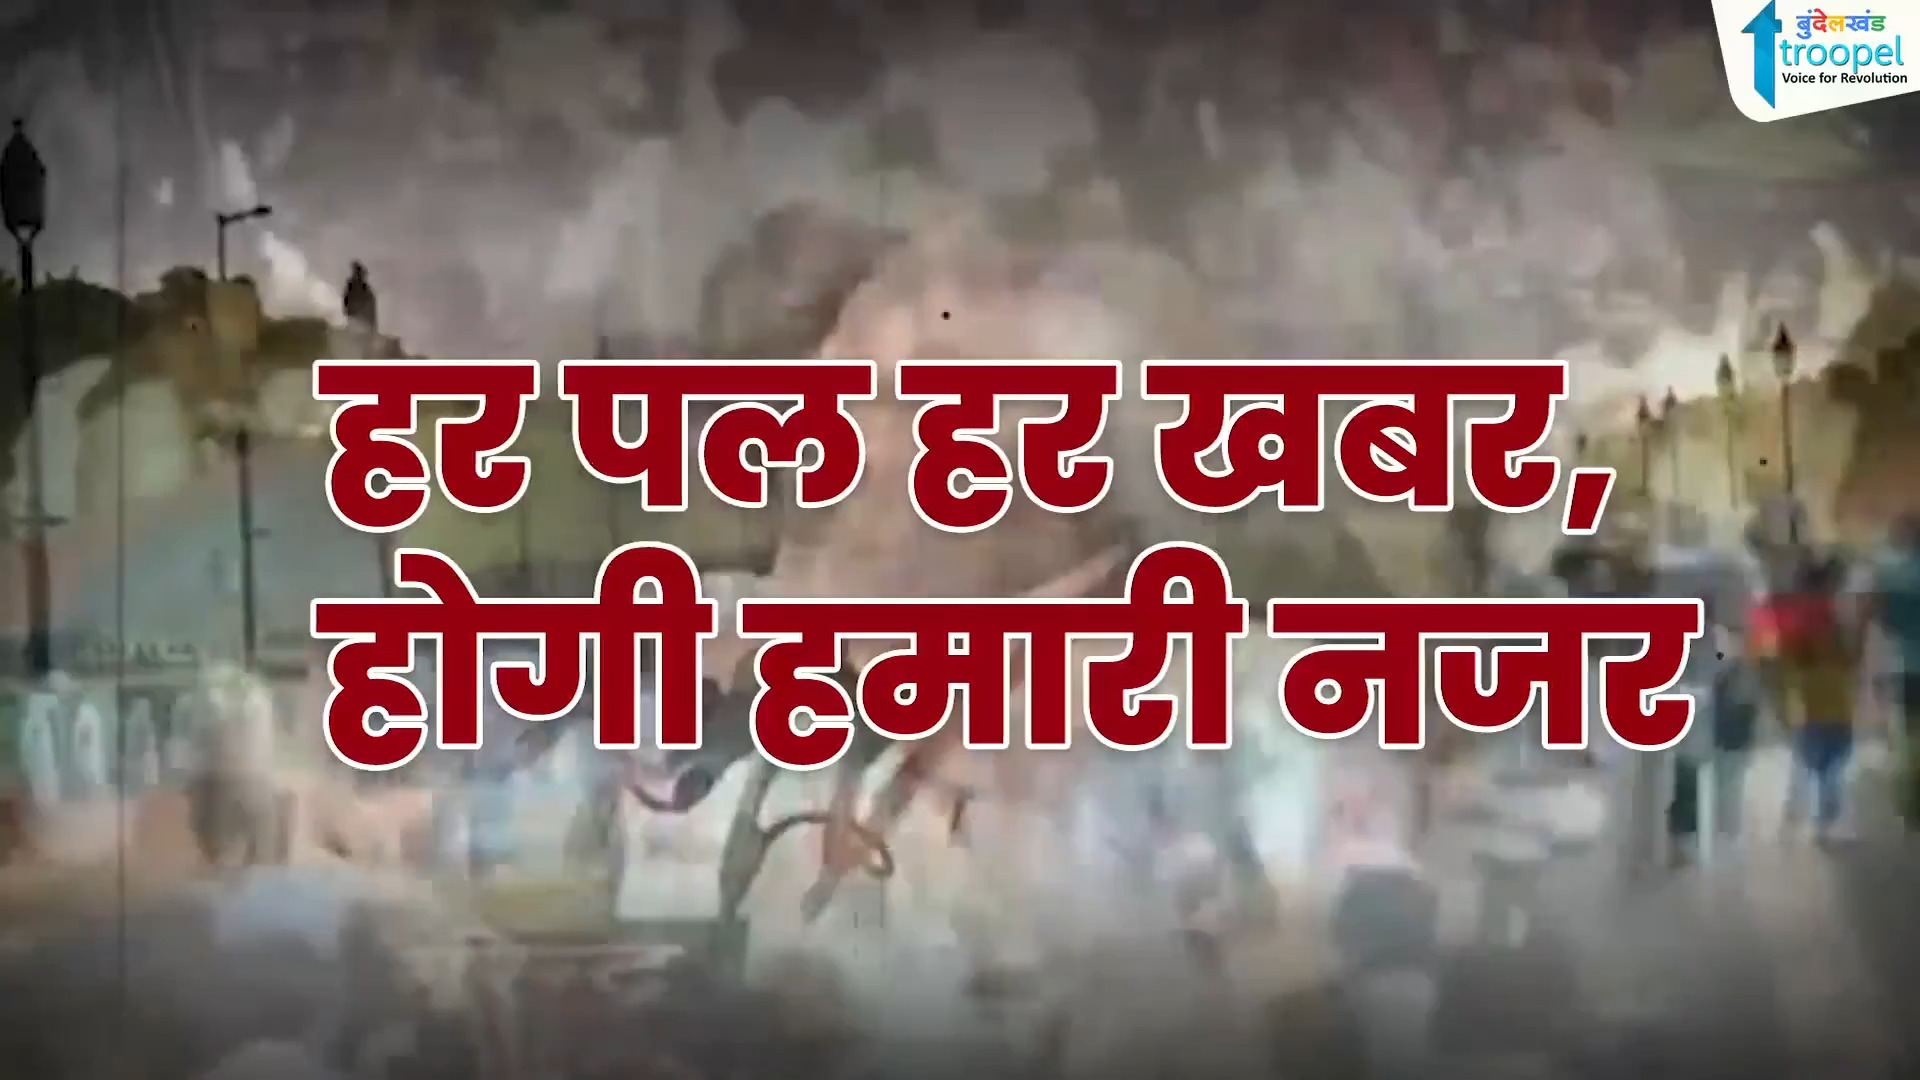 बुंदेलखंड
troopel
Voice for Revolution
हर पल हर खबर,
होगी हमारी नजर